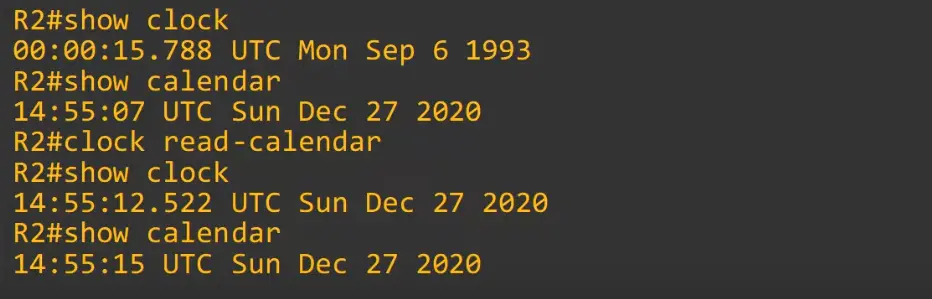 R2#show clock
00:00:15.788 UTC Mon Sep 6 1993
R2#show calendar
14:55:07 UTC Sun Dec 27 2020
R2#clock read-calendar
R2#show clock
14:55:12.522 UTC Sun Dec 27 2020
R2#show calendar
14:55:15 UTC Sun Dec 27 2020